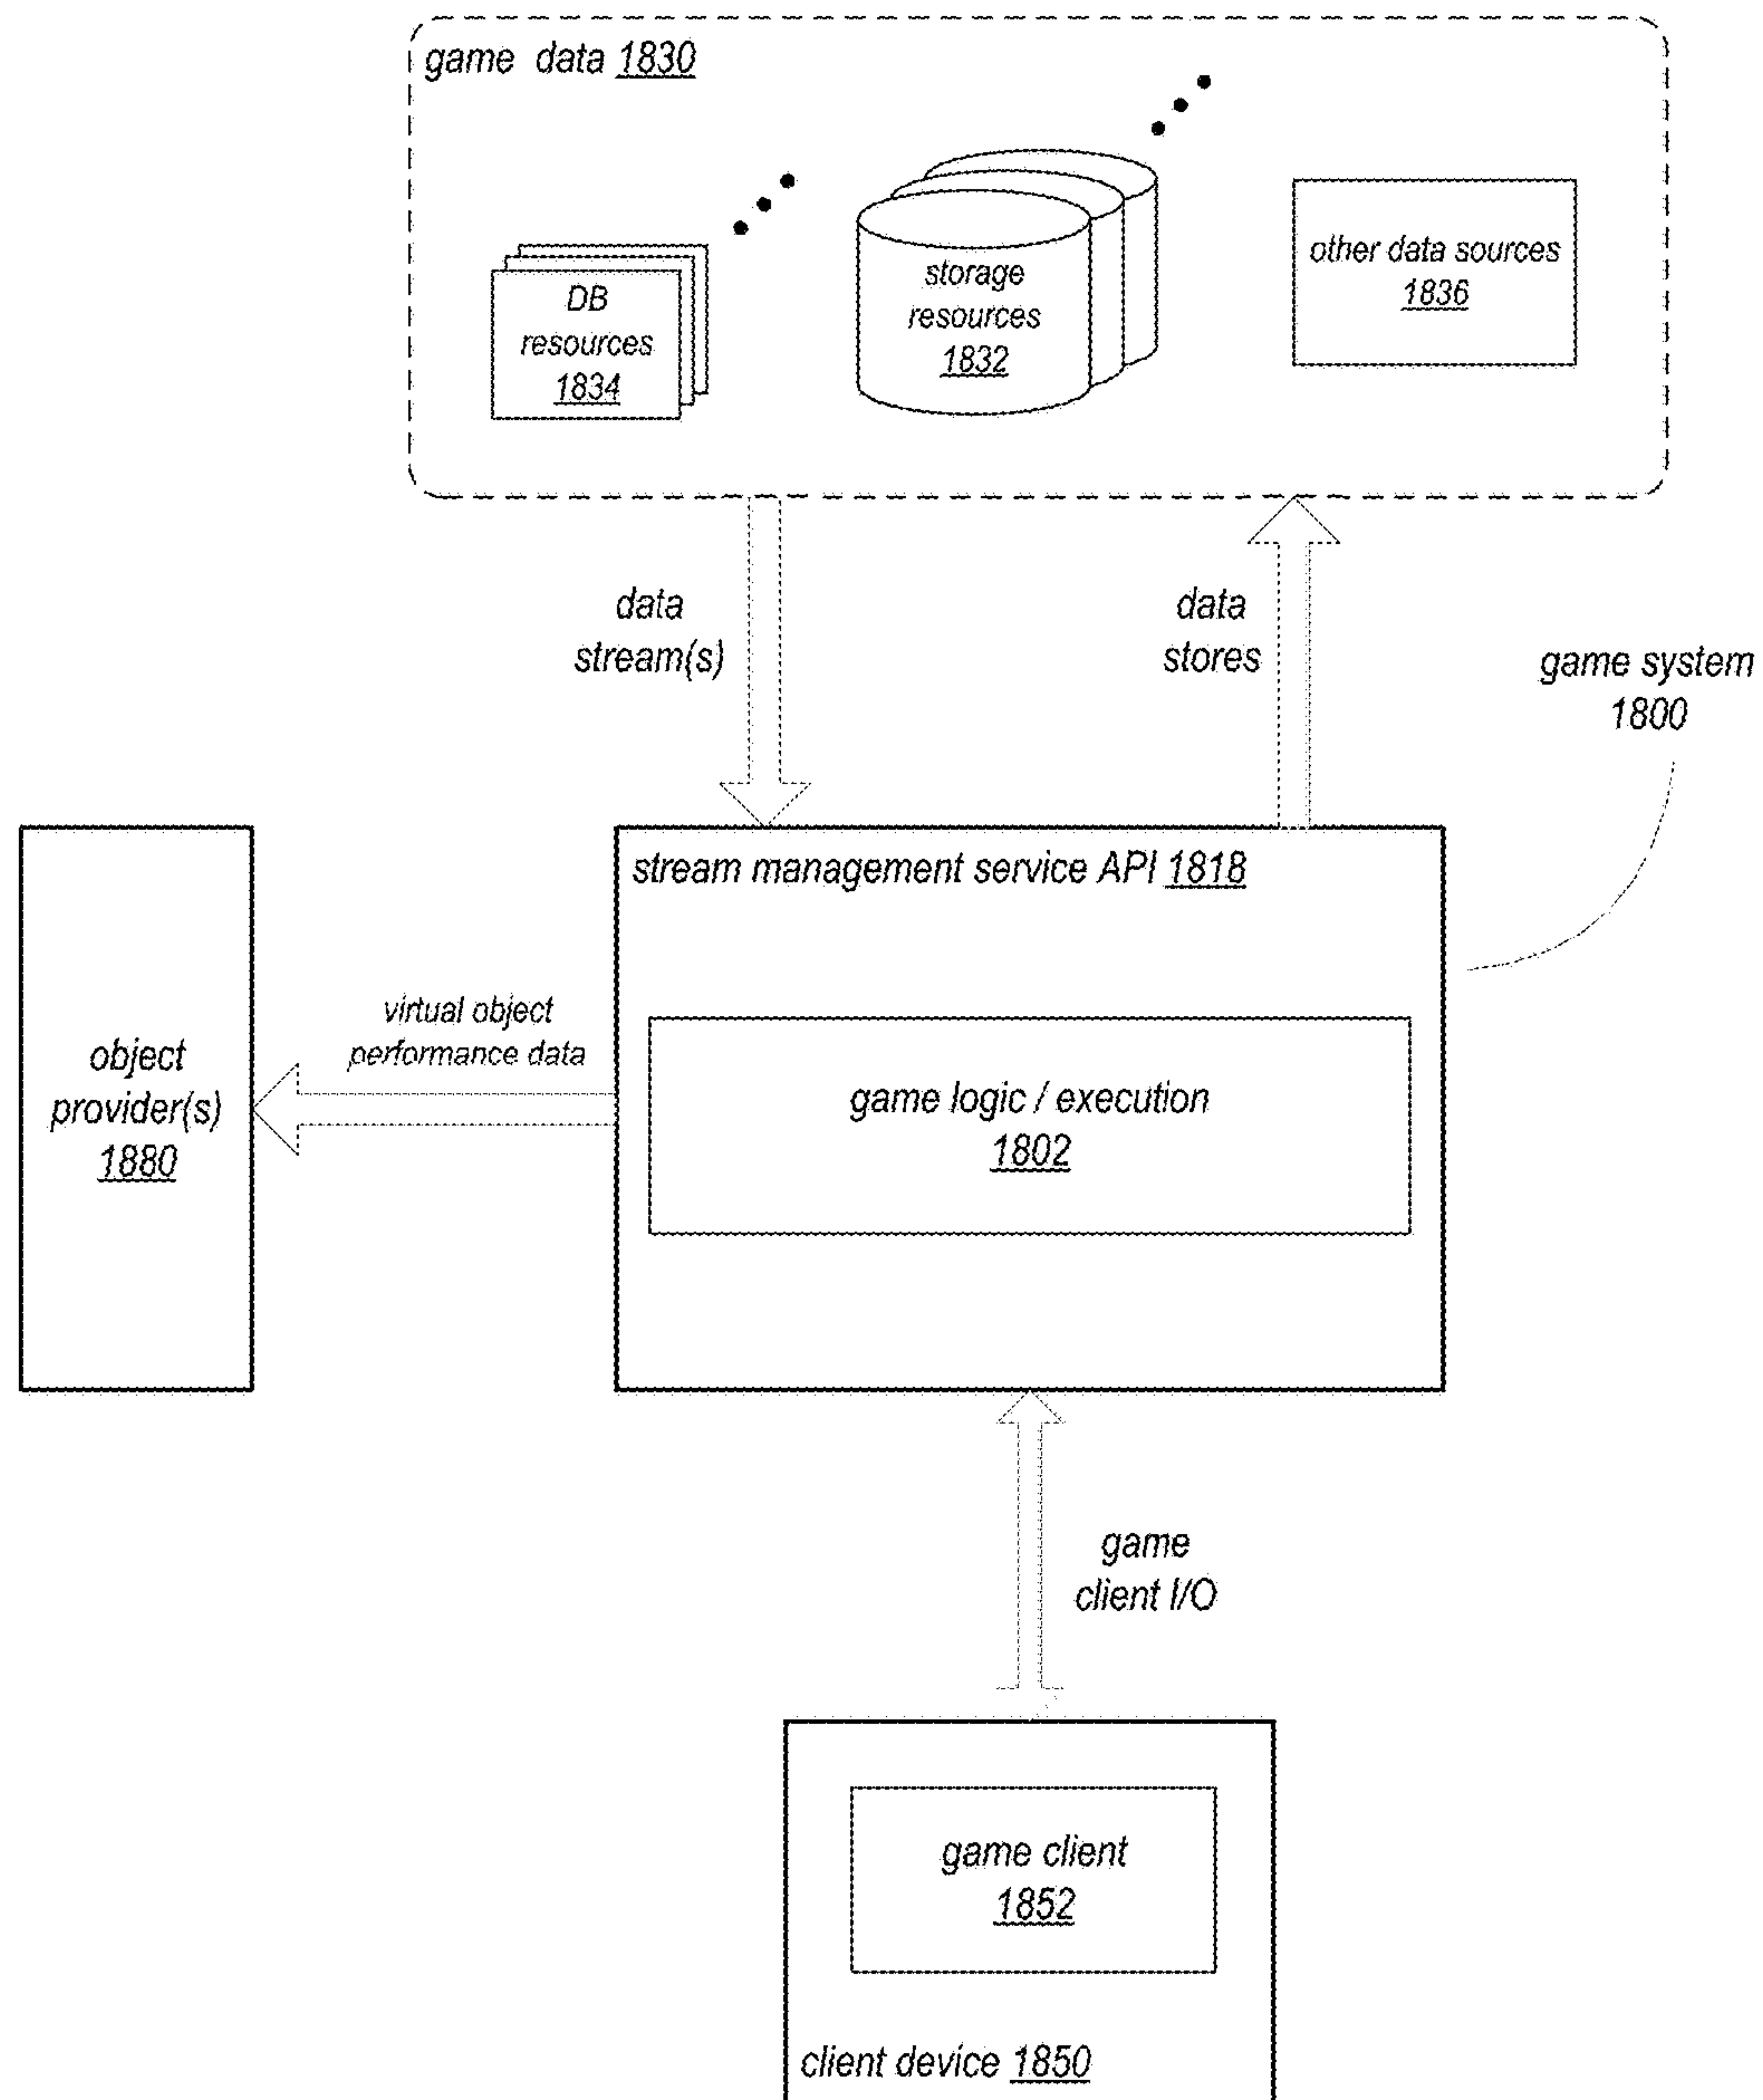 game data 1830
DB
resources
1834
storage
resources
1832
other data sources
1836
data
stream(s)
data
stores
game system
1800
stream management service API 1818
object
provider(s)
1880
virtual object
performance data
game logic / execution
1802
game
client I/O
game client
1852
client device 1850